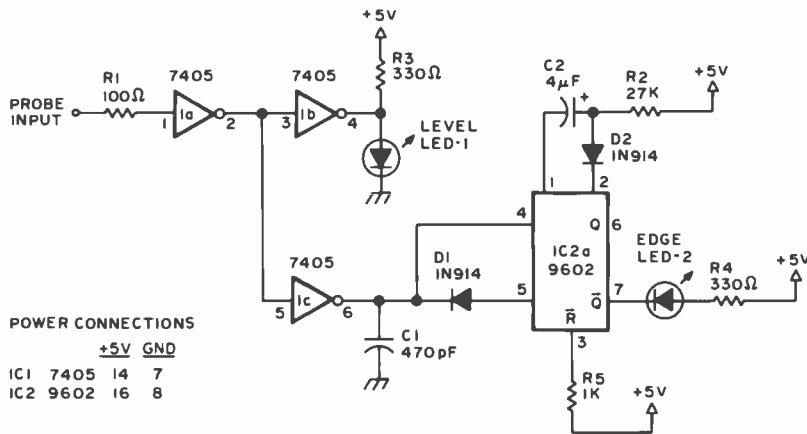 +5V
7405
7405
R1
100Ω
R3
330Ω
PROBE
INPUT
1a
1
2
3
1b
4
LEVEL
LED-1
C2
4µF
+
R2
27K
+5V
D2
1N914
1
2
7405
1c
5
6
D1
1N914
4
5
Q
6
IC2a
9602
7
Q̅
R̅
3
EDGE
LED-2
R4
330Ω
+5V
C1
470pF
R5
1K
+5V
POWER CONNECTIONS
+5V GND
IC1 7405 14 7
IC2 9602 16 8